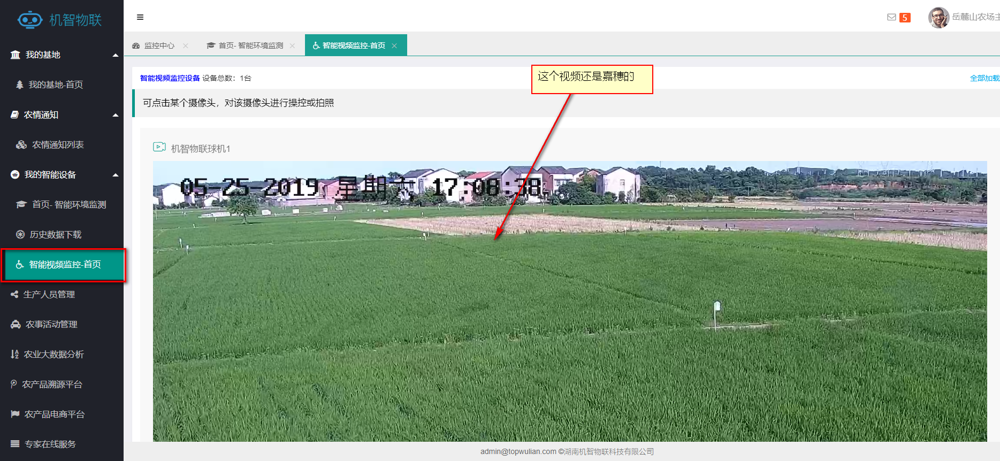 机智物联
我的基地
我的基地-首页
农情通知
农情通知列表
我的智能设备
首页- 智能环境监测
历史数据下载
智能视频监控-首页
生产人员管理
农事活动管理
农业大数据分析
农产品溯源平台
农产品电商平台
专家在线服务
5
岳麓山农场主
监控中心
首页- 智能环境监测
智能视频监控-首页
智能视频监控设备 设备总数：1台
全部加载
这个视频还是嘉穗的
可点击某个摄像头，对该摄像头进行操控或拍照
机智物联球机1
05-25-2019 星期六 17:08:38
admin@topwulian.com ©湖南机智物联科技有限公司